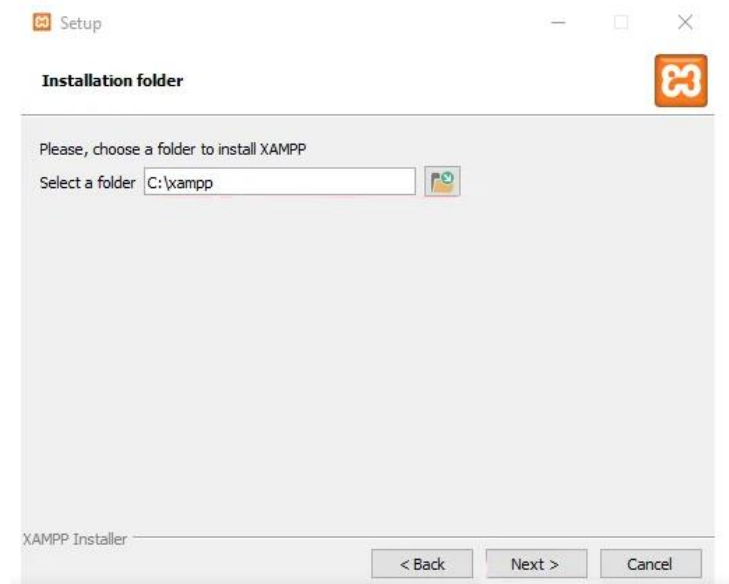 Setup
Installation folder
Please, choose a folder to install XAMPP
Select a folder C:\xampp
XAMPP Installer
< Back Next > Cancel